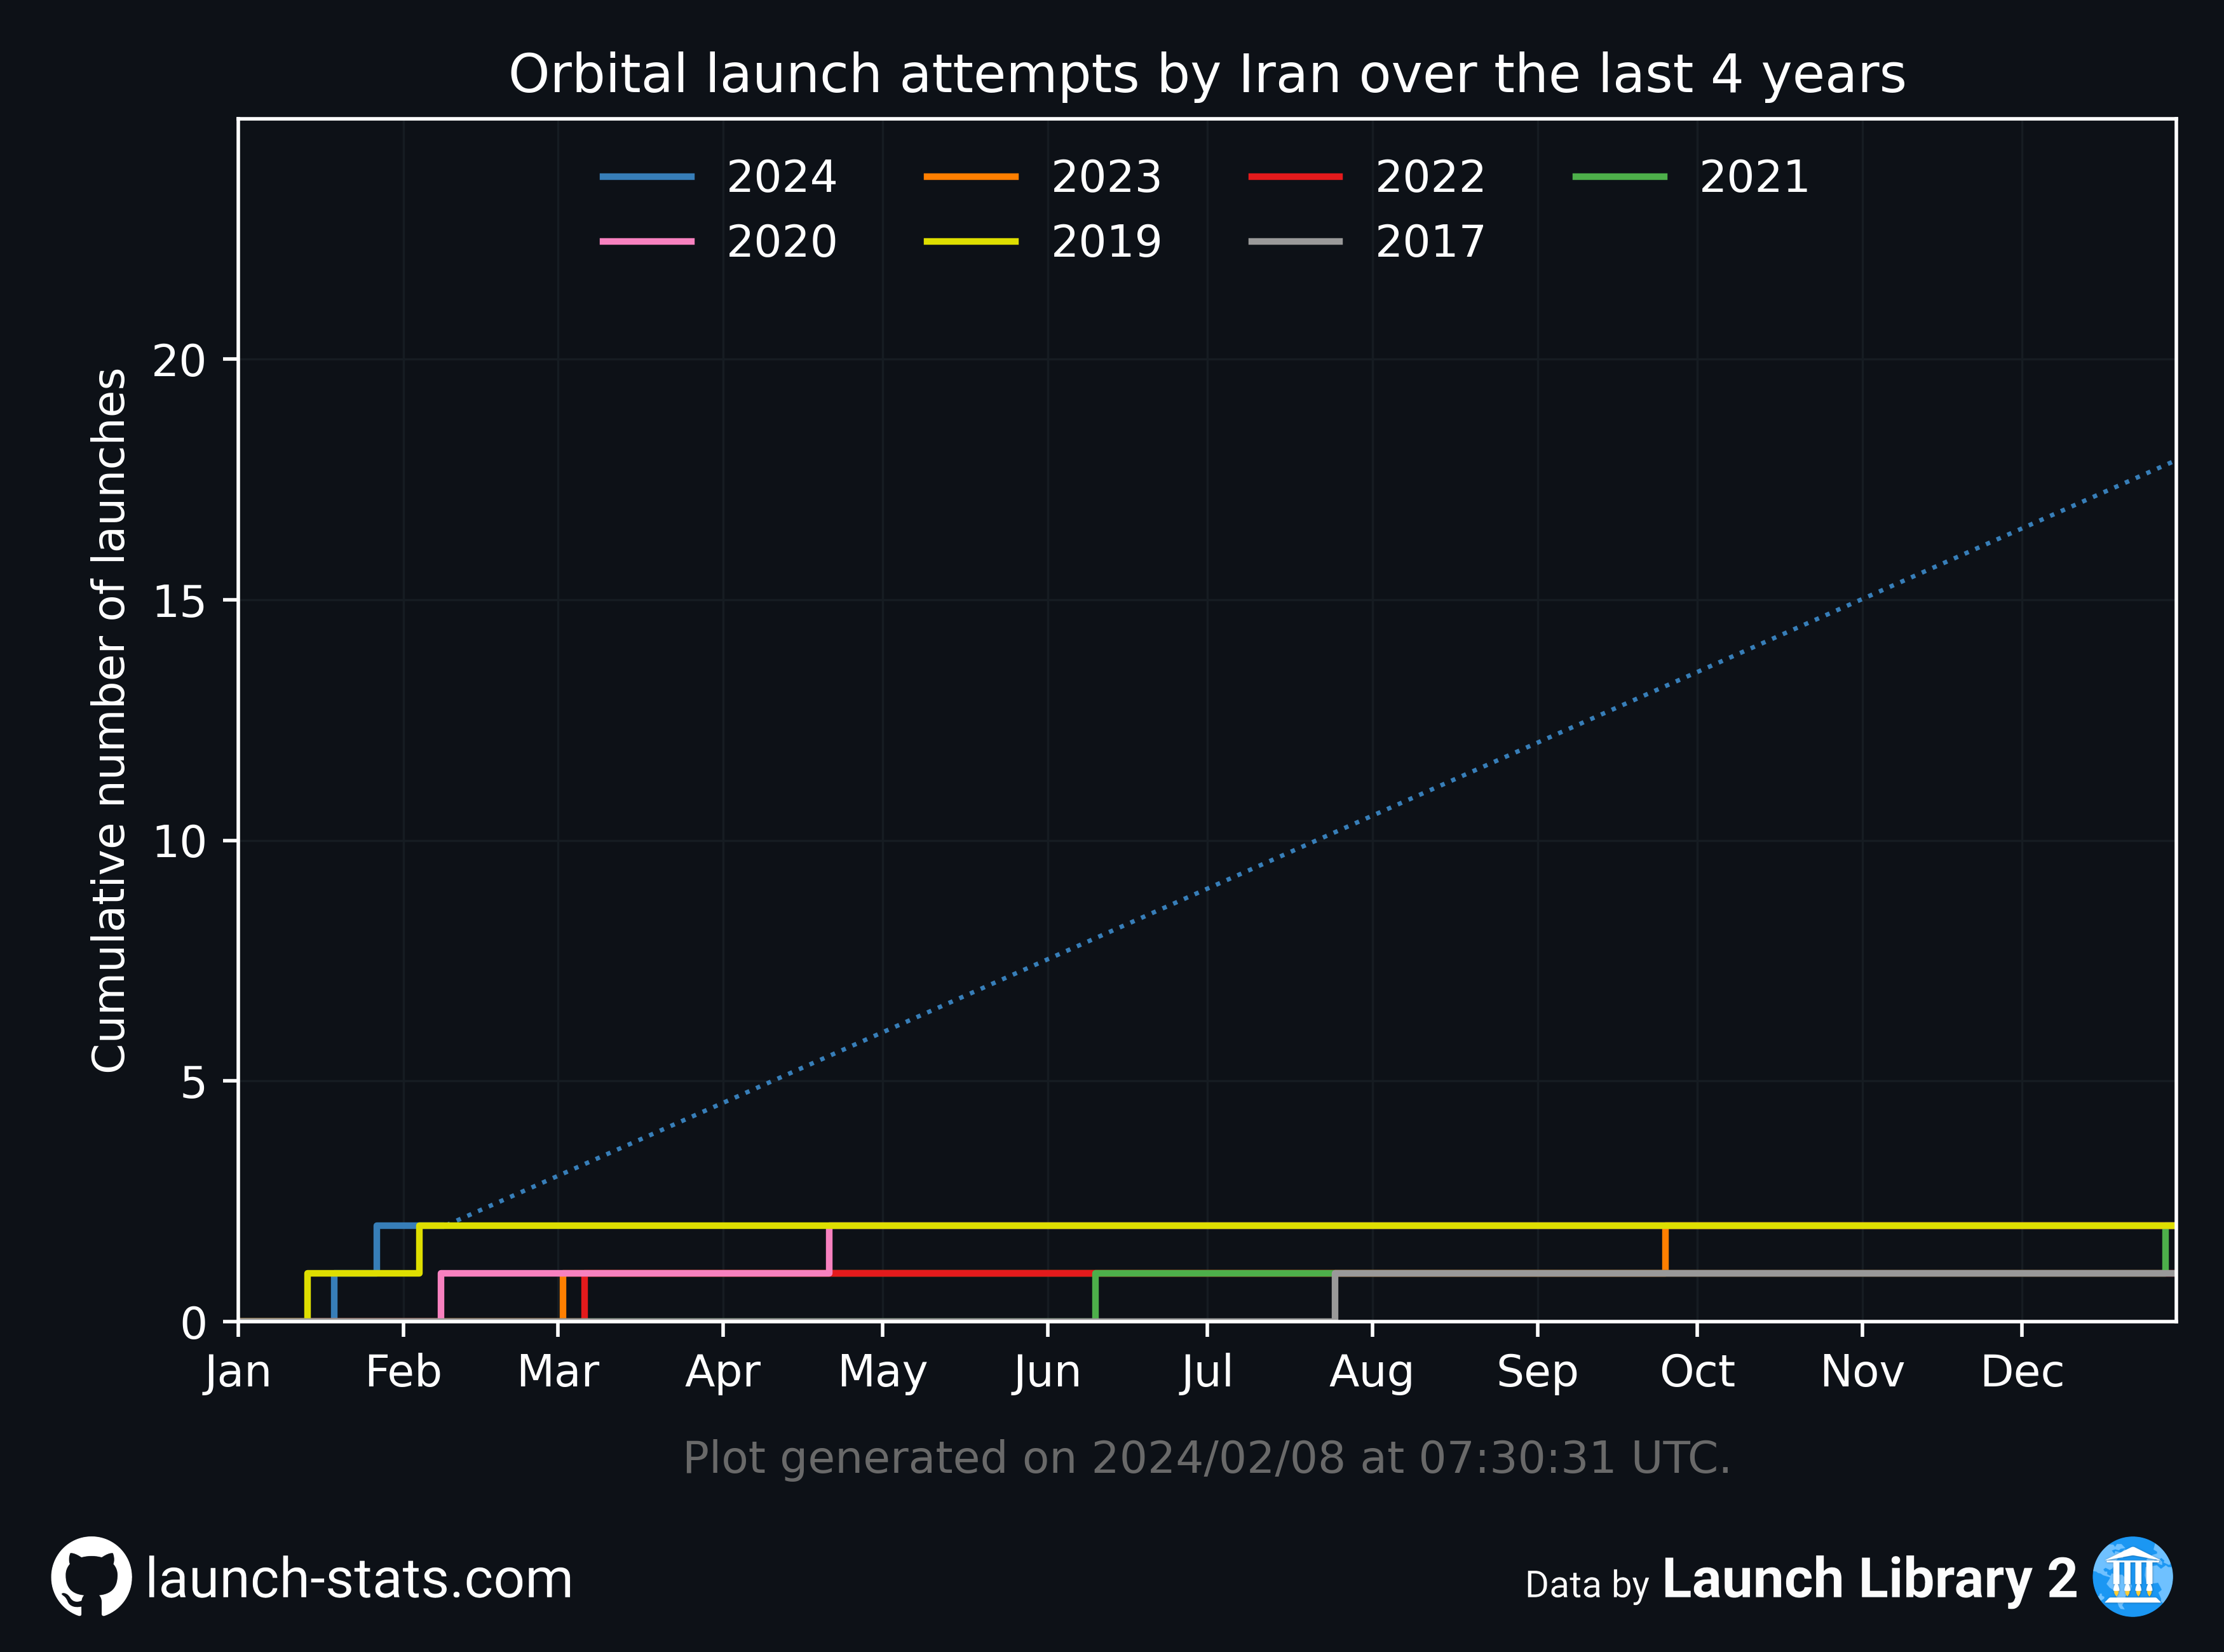 Orbital launch attempts by Iran over the last 4 years
2024 2023 2022 2021
2020 2019 2017
Cumulative number of launches
20
15
10
5
0
Jan Feb Mar Apr May Jun Jul Aug Sep Oct Nov Dec
Plot generated on 2024/02/08 at 07:30:31 UTC.
launch-stats.com
Data by Launch Library 2